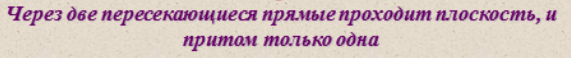 Через две пересекающиеся прямые проходит плоскость, и
притом только одна